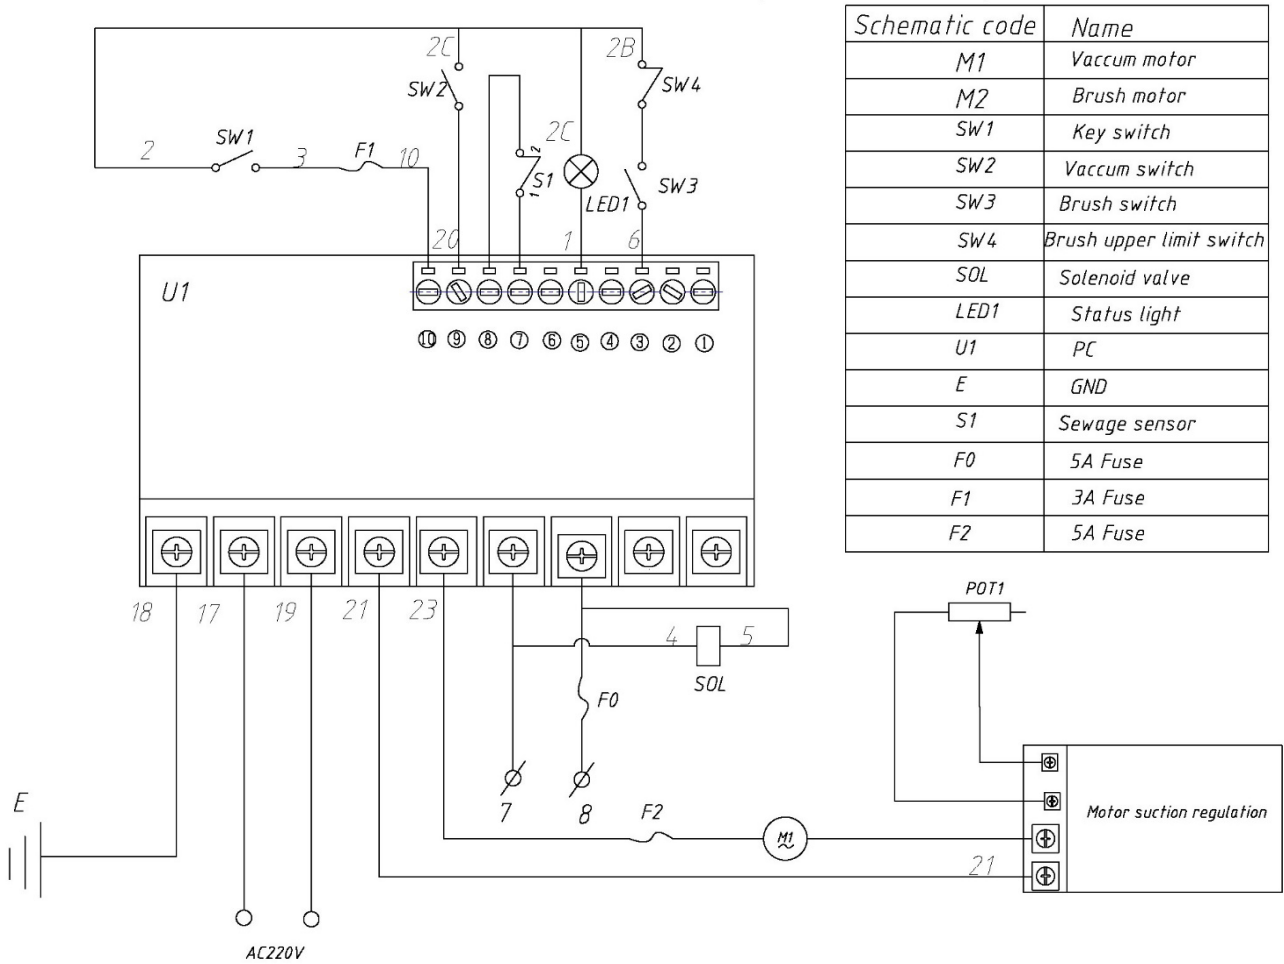 2C
2B
SW2
SW4
2C
2
SW1
3
F1
10
2
S1
1
LED1
SW3
20
1
6
U1
⑩ ⑨ ⑧ ⑦ ⑥ ⑤ ④ ③ ② ①
18
17
19
21
23
4
5
SOL
F0
7
8
E
F2
M1
21
AC220V
Schematic code Name
M1 Vaccum motor
M2 Brush motor
SW1 Key switch
SW2 Vaccum switch
SW3 Brush switch
SW4 Brush upper limit switch
SOL Solenoid valve
LED1 Status light
U1 PC
E GND
S1 Sewage sensor
F0 5A Fuse
F1 3A Fuse
F2 5A Fuse
POT1
Motor suction regulation